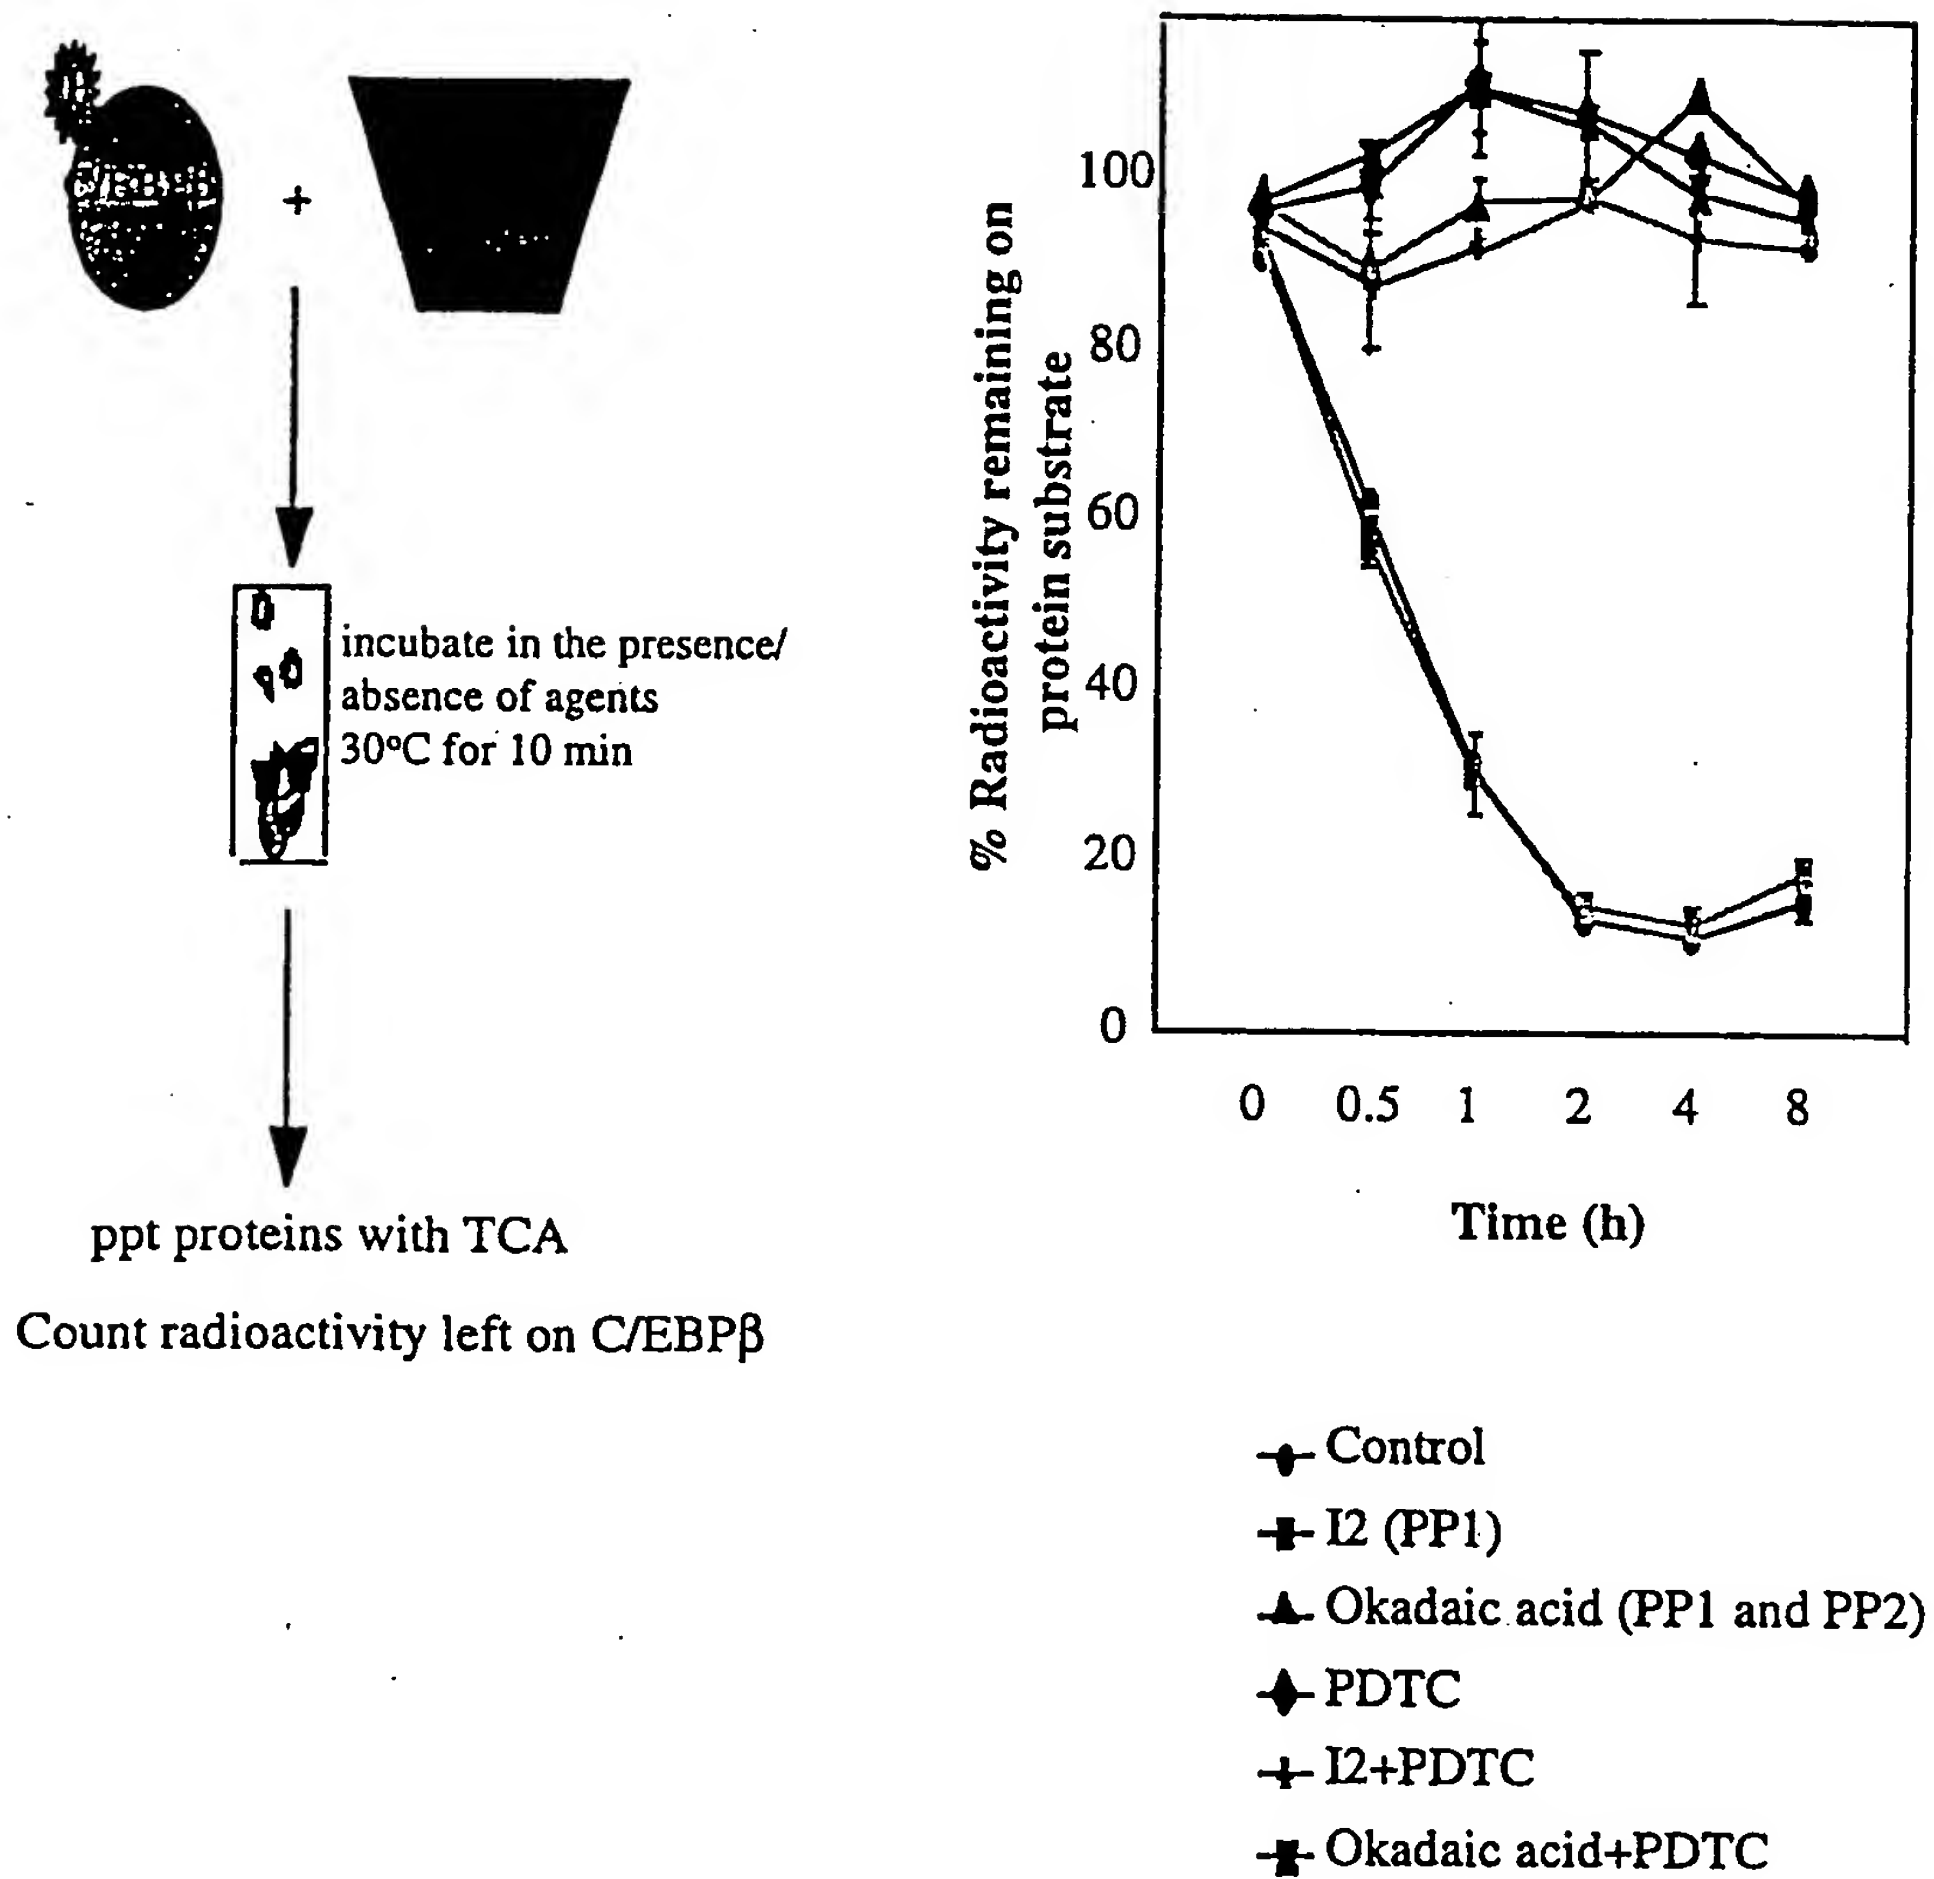 +
incubate in the presence/
absence of agents
30°C for 10 min
ppt proteins with TCA
Count radioactivity left on C/EBPβ
% Radioactivity remaining on
protein substrate
100
80
60
40
20
0
0 0.5 1 2 4 8
Time (h)
Control
I2 (PP1)
Okadaic acid (PP1 and PP2)
PDTC
I2+PDTC
Okadaic acid+PDTC